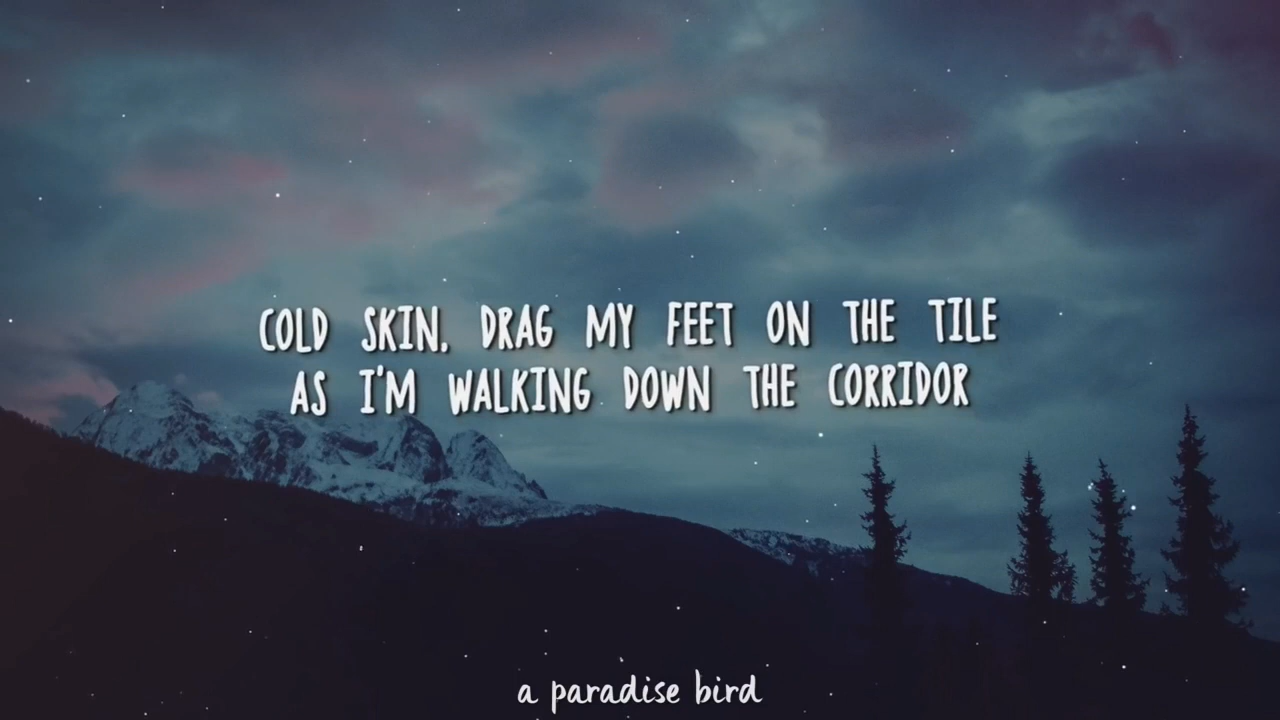 COLD SKIN, DRAG MY FEET ON THE TILE
AS I'M WALKING DOWN THE CORRIDOR
a paradise bird